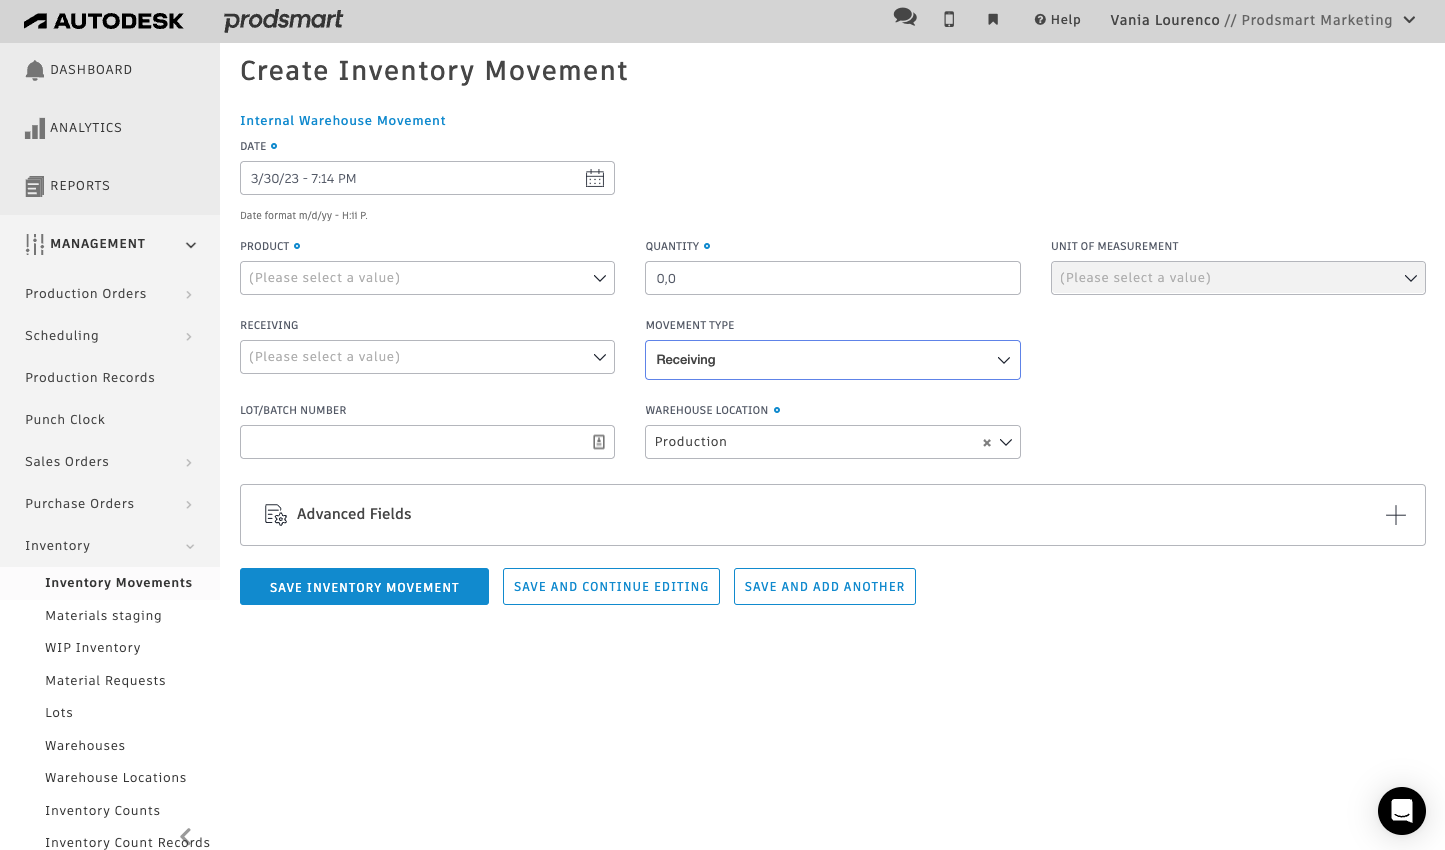 AUTODESK prodsmart Help Vania Lourenco // Prodsmart Marketing
DASHBOARD
ANALYTICS
REPORTS
MANAGEMENT
Production Orders
Scheduling
Production Records
Punch Clock
Sales Orders
Purchase Orders
Inventory
Inventory Movements
Materials staging
WIP Inventory
Material Requests
Lots
Warehouses
Warehouse Locations
Inventory Counts
Inventory Count Records
Create Inventory Movement
Internal Warehouse Movement
DATE
3/30/23 - 7:14 PM
Date format m/d/yy - H:i1 P.
PRODUCT QUANTITY UNIT OF MEASUREMENT
(Please select a value) 0,0 (Please select a value)
RECEIVING MOVEMENT TYPE
(Please select a value) Receiving
LOT/BATCH NUMBER WAREHOUSE LOCATION
Production
Advanced Fields
SAVE INVENTORY MOVEMENT SAVE AND CONTINUE EDITING SAVE AND ADD ANOTHER